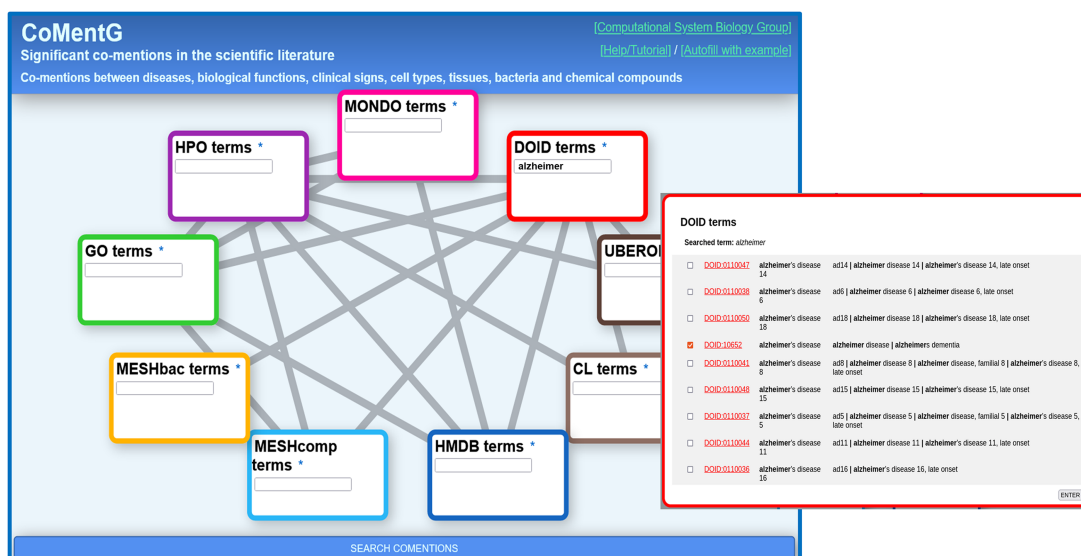 CoMentG
[Computational System Biology Group]
Significant co-mentions in the scientific literature
[Help/Tutorial] / [Autofill with example]
Co-mentions between diseases, biological functions, clinical signs, cell types, tissues, bacteria and chemical compounds
MONDO terms *
HPO terms *
DOID terms *
alzheimer
GO terms *
UBERO
MESHbac terms *
CL terms *
MESHcomp
terms *
HMDB terms *
SEARCH COMENTIONS
DOID terms
Searched term: alzheimer
DOID:0110047 alzheimer's disease ad14 | alzheimer disease 14 | alzheimer's disease 14, late onset
14
DOID:0110038 alzheimer's disease ad6 | alzheimer disease 6 | alzheimer disease 6, late onset
6
DOID:0110050 alzheimer's disease ad18 | alzheimer disease 18 | alzheimer's disease 18, late onset
18
DOID:10652 alzheimer's disease alzheimer disease | alzheimers dementia
DOID:0110041 alzheimer's disease ad8 | alzheimer disease 8 | alzheimer disease, familial 8 | alzheimer's disease 8,
8 late onset
DOID:0110048 alzheimer's disease ad15 | alzheimer disease 15 | alzheimer's disease 15, late onset
15
DOID:0110037 alzheimer's disease ad5 | alzheimer disease 5 | alzheimer disease, familial 5 | alzheimer's disease 5,
5 late onset
DOID:0110044 alzheimer's disease ad11 | alzheimer disease 11 | alzheimer's disease 11, late onset
11
DOID:0110036 alzheimer's disease ad16 | alzheimer's disease 16, late onset
16
ENTER